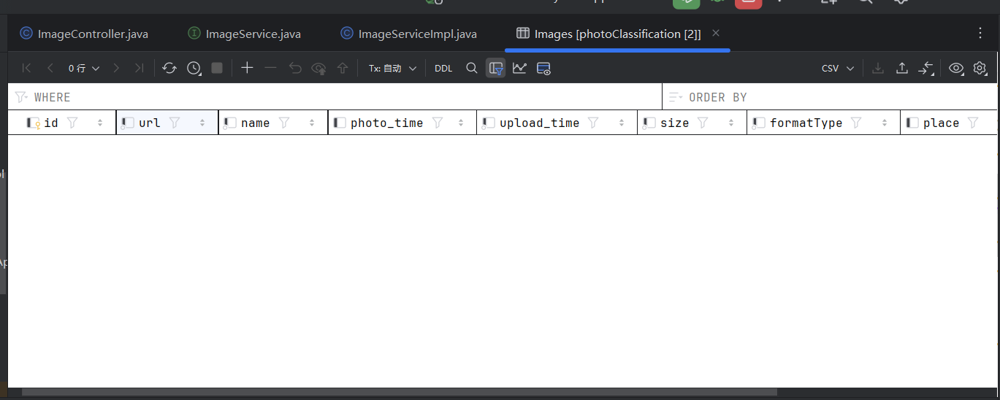 ImageController.java ImageService.java ImageServiceImpl.java Images [photoClassification [2]]
0 行 Tx: 自动 DDL CSV
WHERE ORDER BY
id url name photo_time upload_time size formatType place